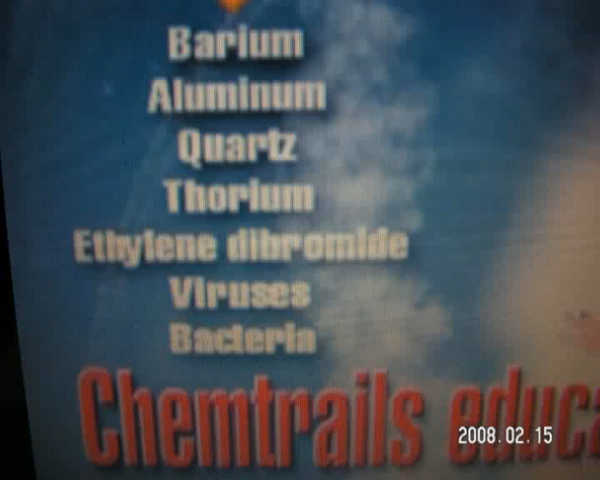 Barium
Aluminum
Quartz
Thorium
Ethylene dibromide
Viruses
Bacteria
Chemtrails educa
2008.02.15